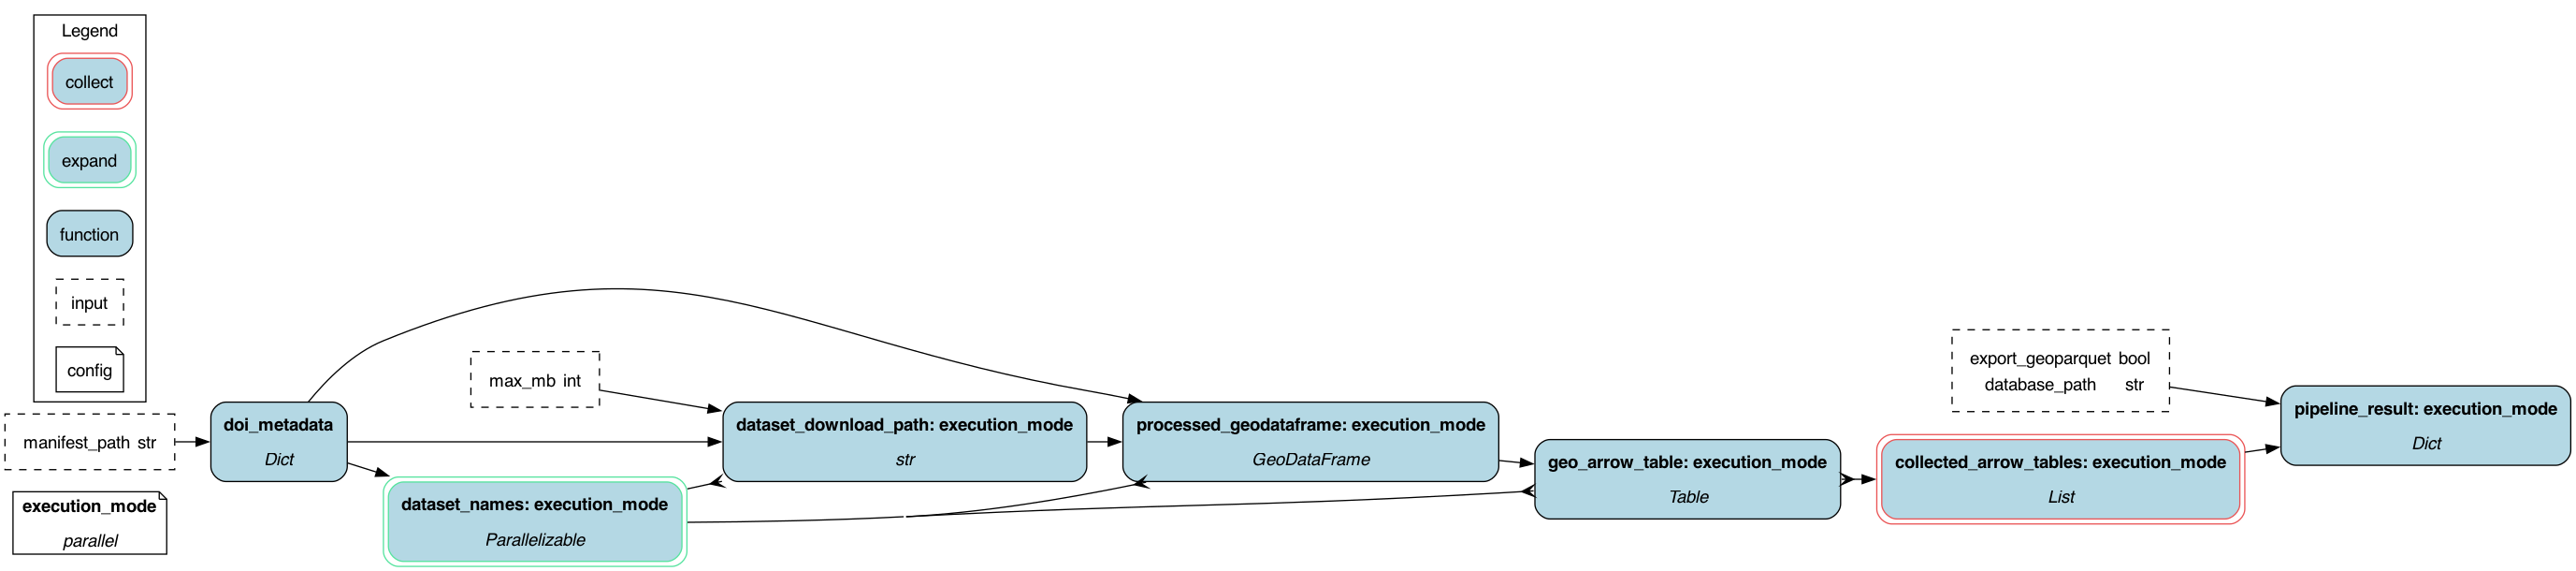 Legend
collect
expand
function
input
config
manifest_path str
execution_mode
parallel
doi_metadata
Dict
max_mb int
dataset_names: execution_mode
Parallelizable
dataset_download_path: execution_mode
str
processed_geodataframe: execution_mode
GeoDataFrame
geo_arrow_table: execution_mode
Table
export_geoparquet bool
database_path str
collected_arrow_tables: execution_mode
List
pipeline_result: execution_mode
Dict